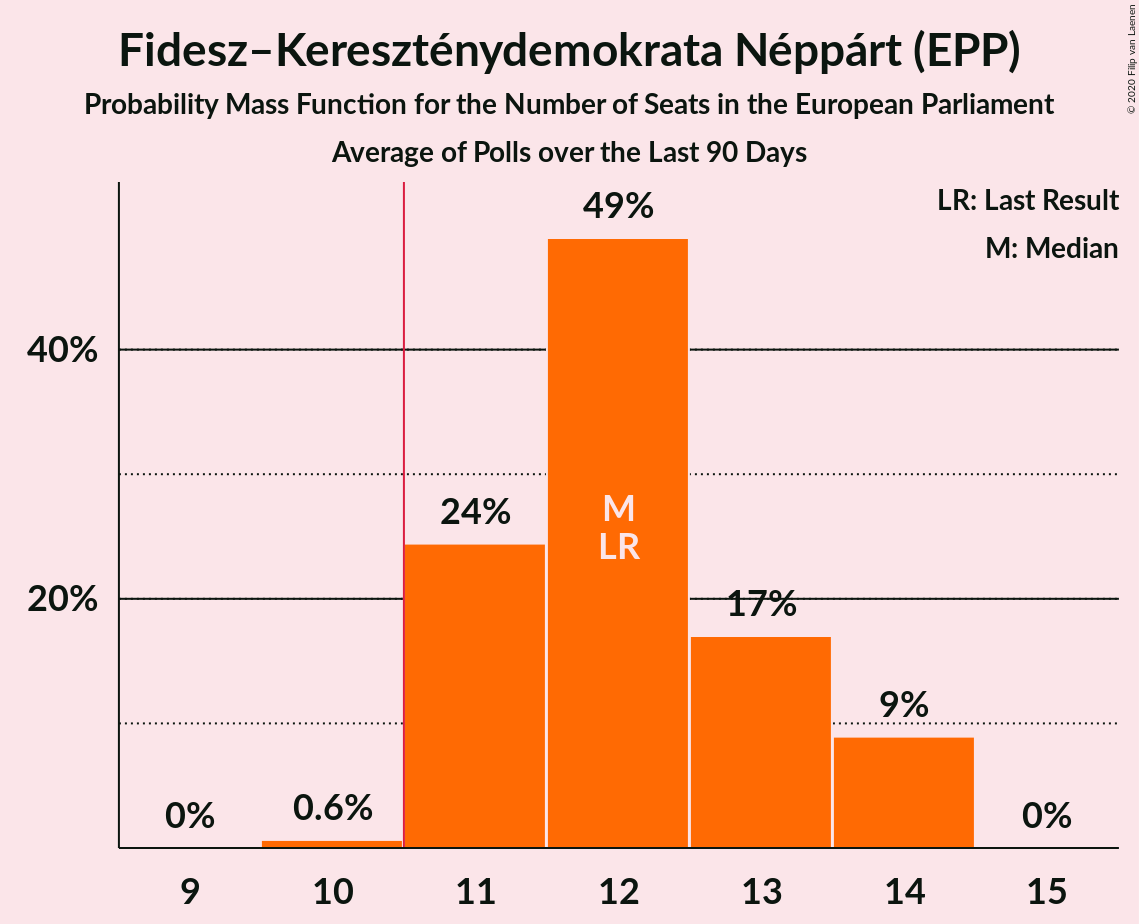 Fidesz–Kereszténydemokrata Néppárt (EPP)
Probability Mass Function for the Number of Seats in the European Parliament
Average of Polls over the Last 90 Days
© 2020 Filip van Laenen
LR: Last Result
M: Median
49%
40%
24%
M
LR
20%
17%
9%
0%
0.6%
0%
9 10 11 12 13 14 15